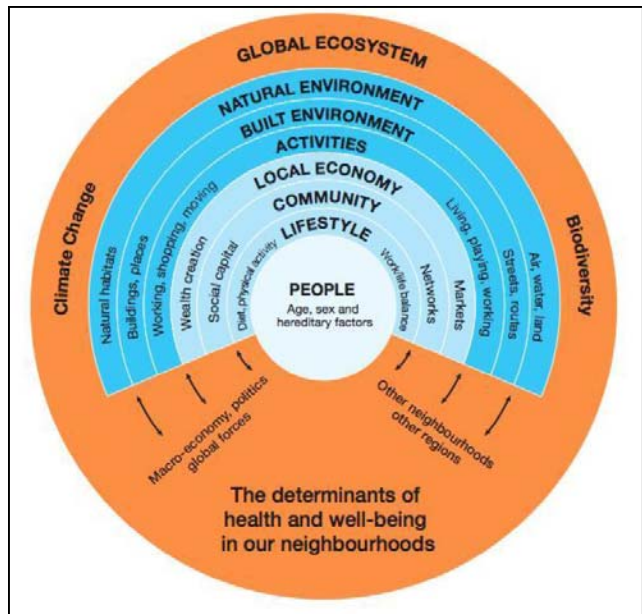 GLOBAL ECOSYSTEM
NATURAL ENVIRONMENT
BUILT ENVIRONMENT
ACTIVITIES
LOCAL ECONOMY
COMMUNITY
LIFESTYLE
Climate Change
Natural habitats
Buildings, places
Working, shopping, moving
Wealth creation
Social capital
Diet, physical activity
PEOPLE
Age, sex and
hereditary factors
Work/life balance
Networks
Markets
Living, playing, working
Streets, routes
Air, water, land
Biodiversity
Macro-economy, politics
global forces
Other neighbourhoods
other regions
The determinants of
health and well-being
in our neighbourhoods